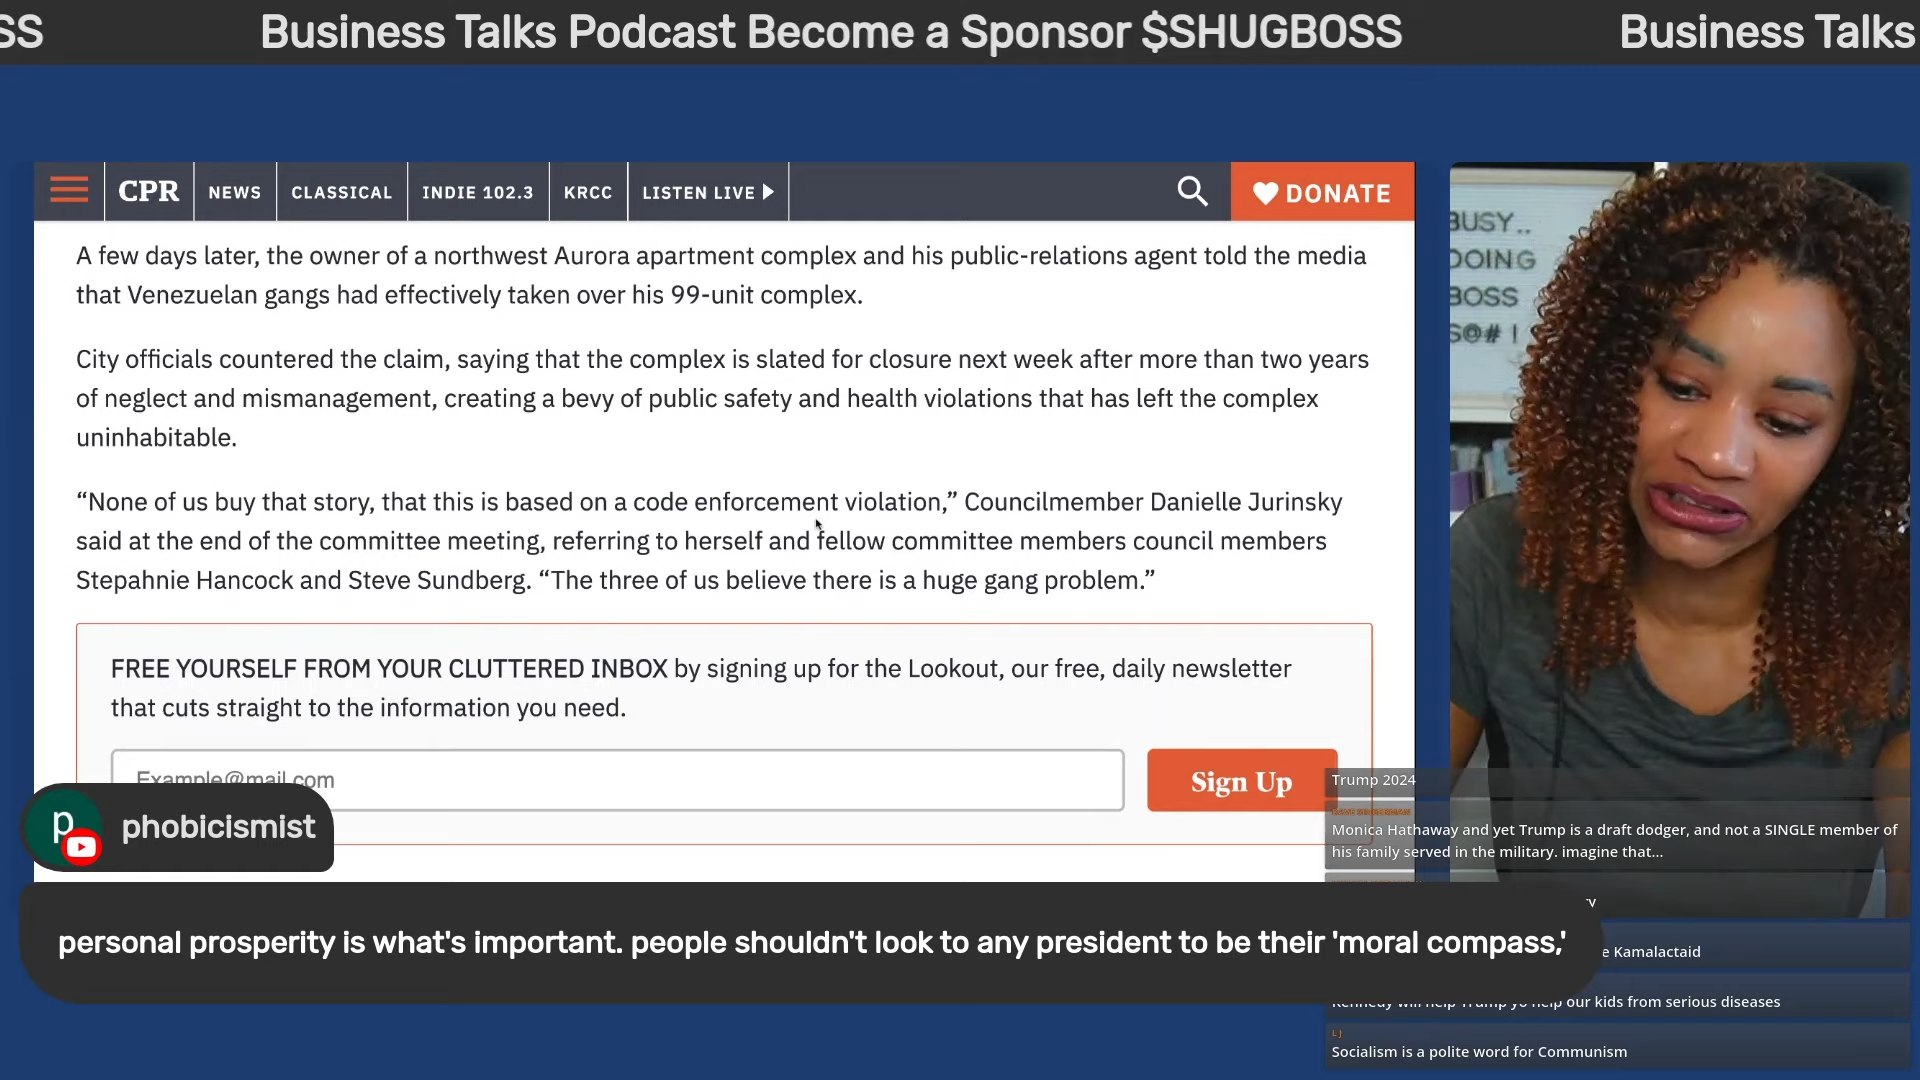 SS Business Talks Podcast Become a Sponsor $SHUGBOSS Business Talks
CPR NEWS CLASSICAL INDIE 102.3 KRCC LISTEN LIVE DONATE
A few days later, the owner of a northwest Aurora apartment complex and his public-relations agent told the media
that Venezuelan gangs had effectively taken over his 99-unit complex.
City officials countered the claim, saying that the complex is slated for closure next week after more than two years
of neglect and mismanagement, creating a bevy of public safety and health violations that has left the complex
uninhabitable.
“None of us buy that story, that this is based on a code enforcement violation,” Councilmember Danielle Jurinsky
said at the end of the committee meeting, referring to herself and fellow committee members council members
Stepahnie Hancock and Steve Sundberg. “The three of us believe there is a huge gang problem.”
FREE YOURSELF FROM YOUR CLUTTERED INBOX by signing up for the Lookout, our free, daily newsletter
that cuts straight to the information you need.
Example@mail.com
Sign Up
BUSY..
DOING
BOSS
S@# !
p phobicismist
personal prosperity is what's important. people shouldn't look to any president to be their 'moral compass,'
Trump 2024
Monica Hathaway and yet Trump is a draft dodger, and not a SINGLE member of
his family served in the military. imagine that...
e Kamalactaid
Kennedy will help Trump yo help our kids from serious diseases
LJ
Socialism is a polite word for Communism